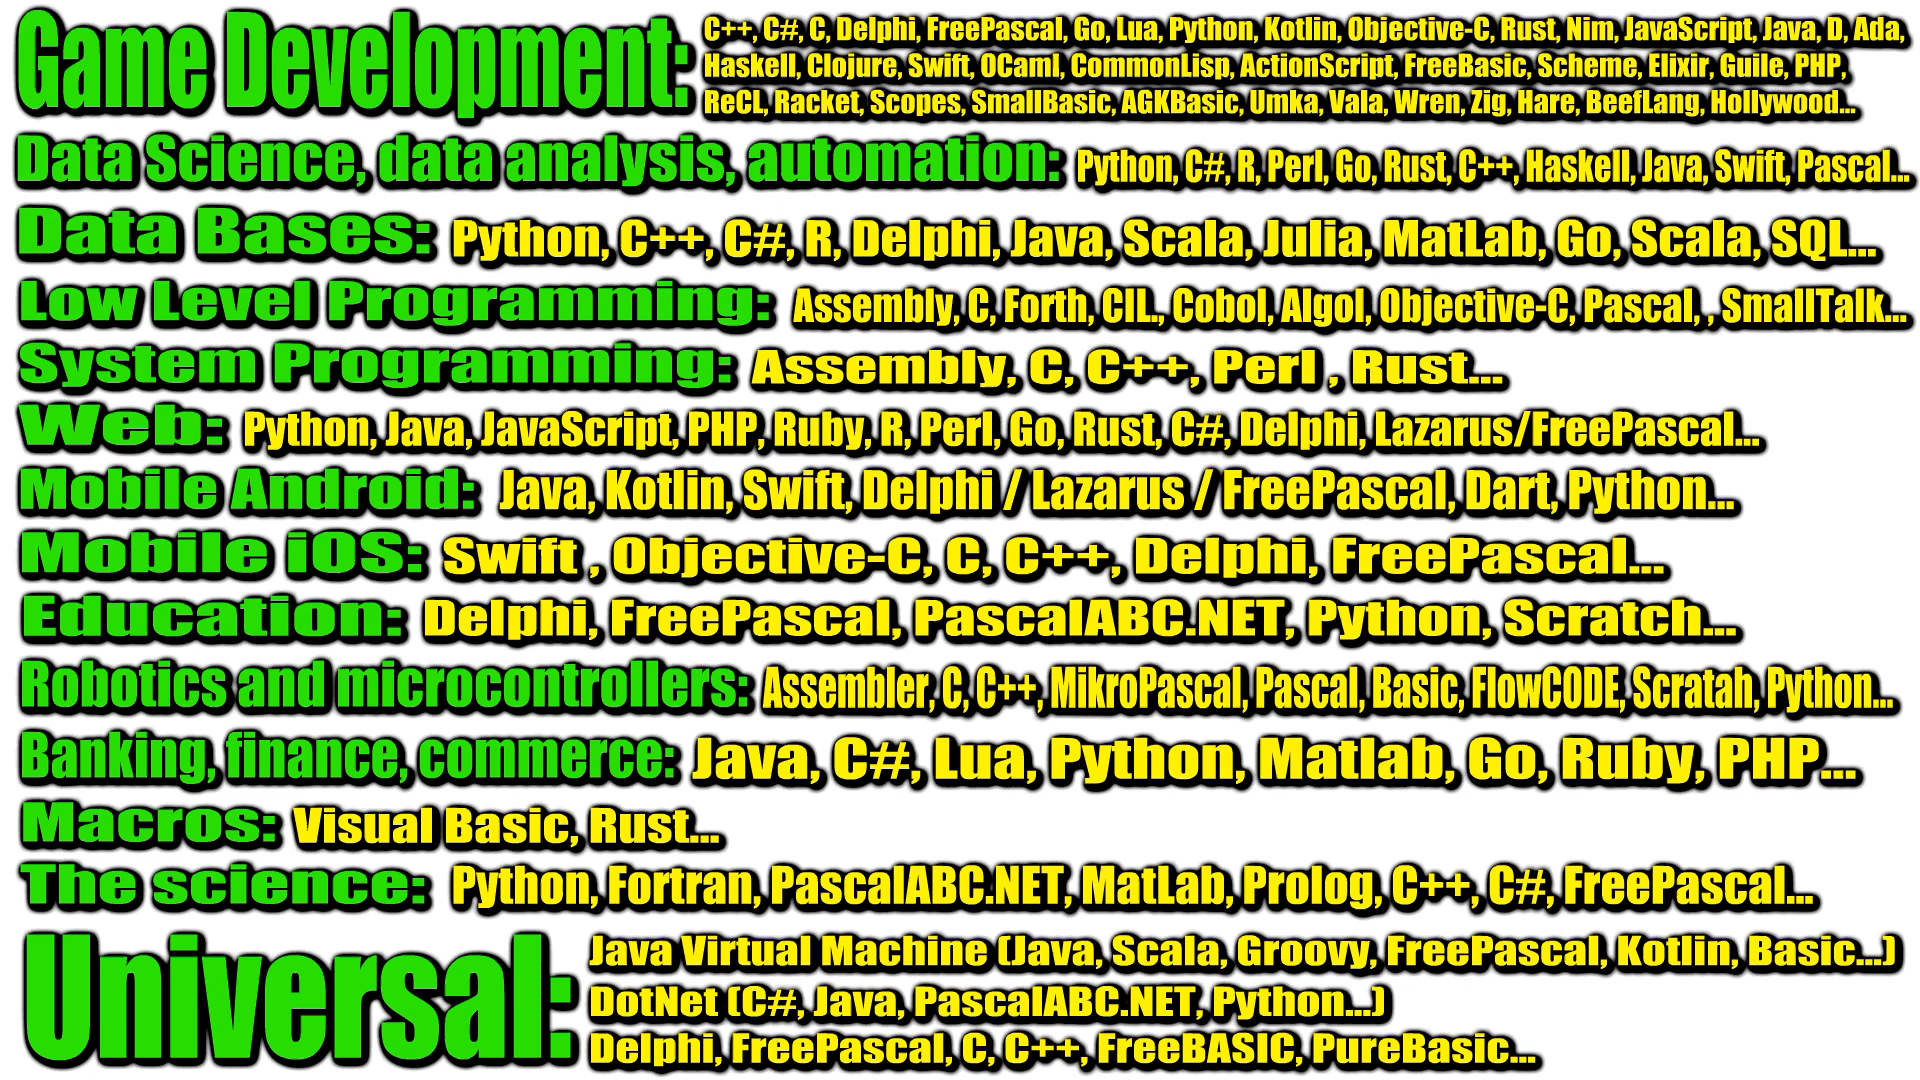 Game Development: C++, C#, C, Delphi, FreePascal, Go, Lua, Python, Kotlin, Objective-C, Rust, Nim, JavaScript, Java, D, Ada,
Haskell, Clojure, Swift, OCaml, CommonLisp, ActionScript, FreeBasic, Scheme, Elixir, Guile, PHP,
ReCL, Racket, Scopes, SmallBasic, AGKBasic, Umka, Vala, Wren, Zig, Hare, BeefLang, Hollywood...
Data Science, data analysis, automation: Python, C#, R, Perl, Go, Rust, C++, Haskell, Java, Swift, Pascal...
Data Bases: Python, C++, C#, R, Delphi, Java, Scala, Julia, MatLab, Go, Scala, SQL...
Low Level Programming: Assembly, C, Forth, CIL., Cobol, Algol, Objective-C, Pascal, , SmallTalk...
System Programming: Assembly, C, C++, Perl , Rust...
Web: Python, Java, JavaScript, PHP, Ruby, R, Perl, Go, Rust, C#, Delphi, Lazarus/FreePascal...
Mobile Android: Java, Kotlin, Swift, Delphi / Lazarus / FreePascal, Dart, Python...
Mobile iOS: Swift , Objective-C, C, C++, Delphi, FreePascal...
Education: Delphi, FreePascal, PascalABC.NET, Python, Scratch...
Robotics and microcontrollers: Assembler, C, C++, MikroPascal, Pascal, Basic, FlowCODE, Scratah, Python...
Banking, finance, commerce: Java, C#, Lua, Python, Matlab, Go, Ruby, PHP...
Macros: Visual Basic, Rust...
The science: Python, Fortran, PascalABC.NET, MatLab, Prolog, C++, C#, FreePascal...
Universal: Java Virtual Machine (Java, Scala, Groovy, FreePascal, Kotlin, Basic...)
DotNet (C#, Java, PascalABC.NET, Python...)
Delphi, FreePascal, C, C++, FreeBASIC, PureBasic...